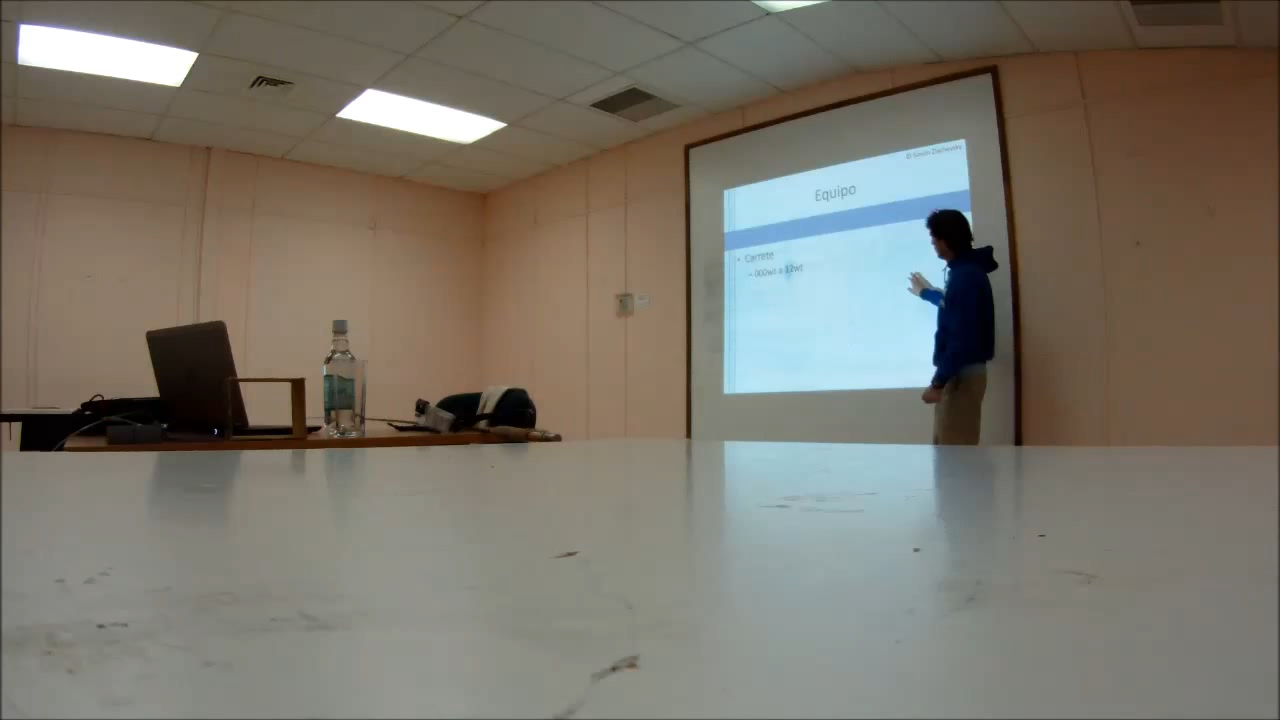 Equipo
• Carrete
– 000wt a 12wt